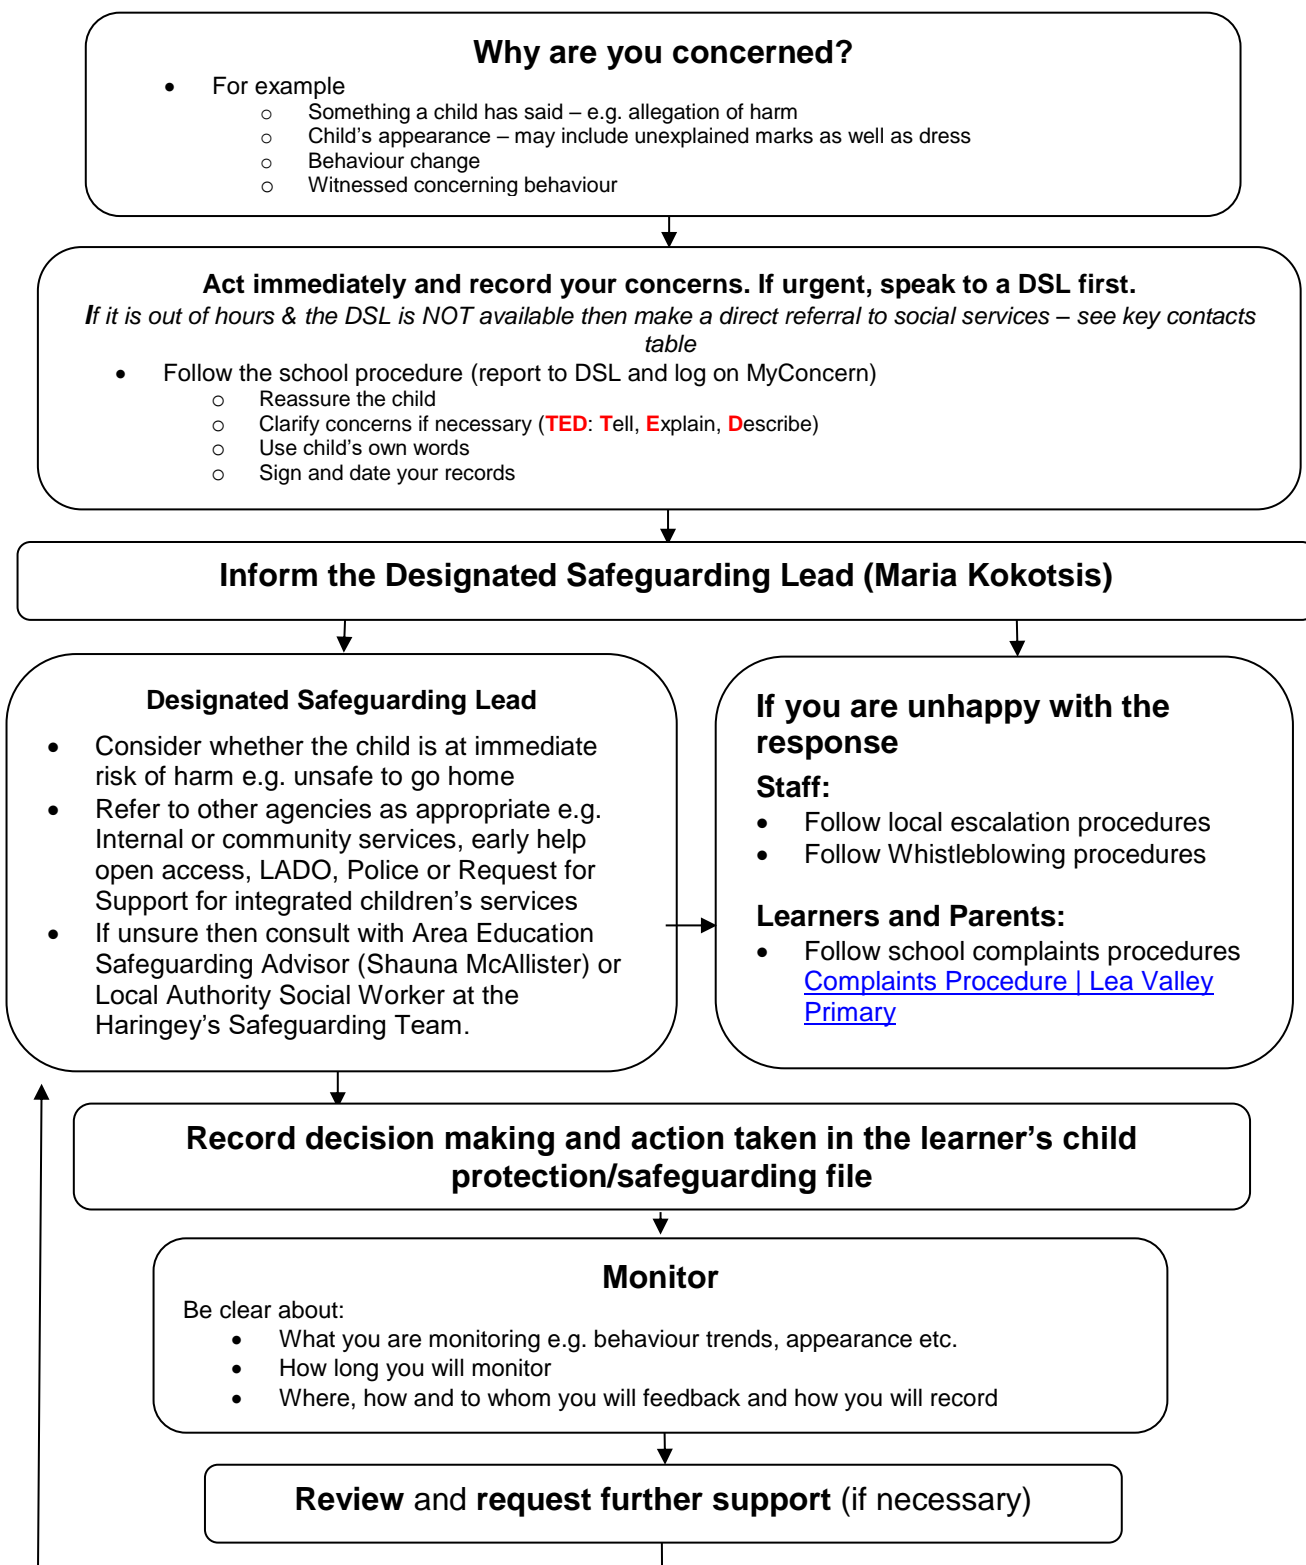 Why are you concerned?
• For example
o Something a child has said – e.g. allegation of harm
o Child's appearance – may include unexplained marks as well as dress
o Behaviour change
o Witnessed concerning behaviour
Act immediately and record your concerns. If urgent, speak to a DSL first.
If it is out of hours & the DSL is NOT available then make a direct referral to social services – see key contacts
table
• Follow the school procedure (report to DSL and log on MyConcern)
o Reassure the child
o Clarify concerns if necessary (TED: Tell, Explain, Describe)
o Use child's own words
o Sign and date your records
Inform the Designated Safeguarding Lead (Maria Kokotsis)
Designated Safeguarding Lead
• Consider whether the child is at immediate
risk of harm e.g. unsafe to go home
• Refer to other agencies as appropriate e.g.
Internal or community services, early help
open access, LADO, Police or Request for
Support for integrated children's services
• If unsure then consult with Area Education
Safeguarding Advisor (Shauna McAllister) or
Local Authority Social Worker at the
Haringey's Safeguarding Team.
If you are unhappy with the
response
Staff:
• Follow local escalation procedures
• Follow Whistleblowing procedures
Learners and Parents:
• Follow school complaints procedures
Complaints Procedure | Lea Valley
Primary
Record decision making and action taken in the learner's child
protection/safeguarding file
Monitor
Be clear about:
• What you are monitoring e.g. behaviour trends, appearance etc.
• How long you will monitor
• Where, how and to whom you will feedback and how you will record
Review and request further support (if necessary)